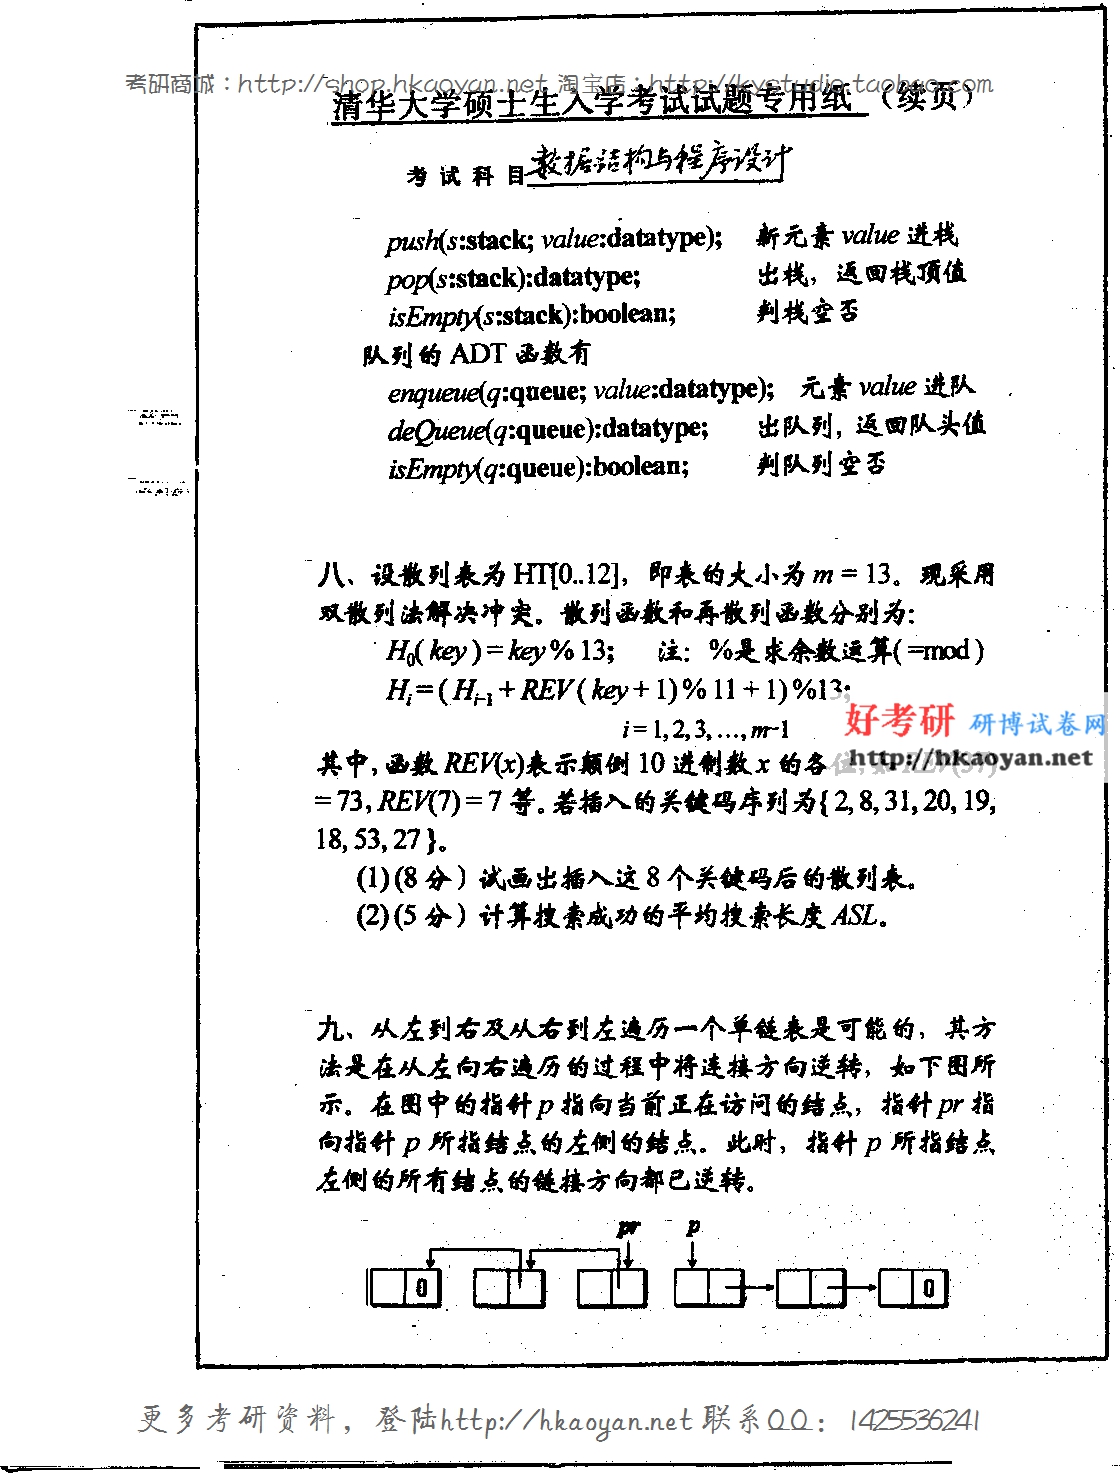 考研商城：http://shop.hkaoyan.net 淘宝店：http://kystudio.taobao.com
清华大学硕士生入学考试试题专用纸 （续页）
考试科目 数据结构与程序设计
push(s:stack; value:datatype); 新元素 value 进栈
pop(s:stack):datatype; 出栈，返回栈顶值
isEmpty(s:stack):boolean; 判栈空否
队列的 ADT 函数有
enqueue(q:queue; value:datatype); 元素 value 进队
deQueue(q:queue):datatype; 出队列，返回队头值
isEmpty(q:queue):boolean; 判队列空否
八、设散列表为 HT[0..12]，即表的大小为 m = 13。现采用
双散列法解决冲突。散列函数和再散列函数分别为：
H₀( key ) = key % 13; 注：%是求余数运算( =mod )
Hᵢ = ( Hᵢ₋₁ + REV ( key + 1) % 11 + 1) %13;
i = 1, 2, 3, …, m-1
好考研 研博试卷网
http://hkaoyan.net
其中, 函数 REV(x)表示颠倒 10 进制数 x 的各位, 如 REV(37)
= 73, REV(7) = 7 等。若插入的关键码序列为{ 2, 8, 31, 20, 19,
18, 53, 27 }。
(1) (8 分）试画出插入这 8 个关键码后的散列表。
(2) (5 分）计算搜索成功的平均搜索长度 ASL。
九、从左到右及从右到左遍历一个单链表是可能的，其方
法是在从左向右遍历的过程中将连接方向逆转，如下图所
示。在图中的指针 p 指向当前正在访问的结点，指针 pr 指
向指针 p 所指结点的左侧的结点。此时，指针 p 所指结点
左侧的所有结点的链接方向都已逆转。
pr p
0 0
更多考研资料，登陆http://hkaoyan.net 联系QQ：1425536241